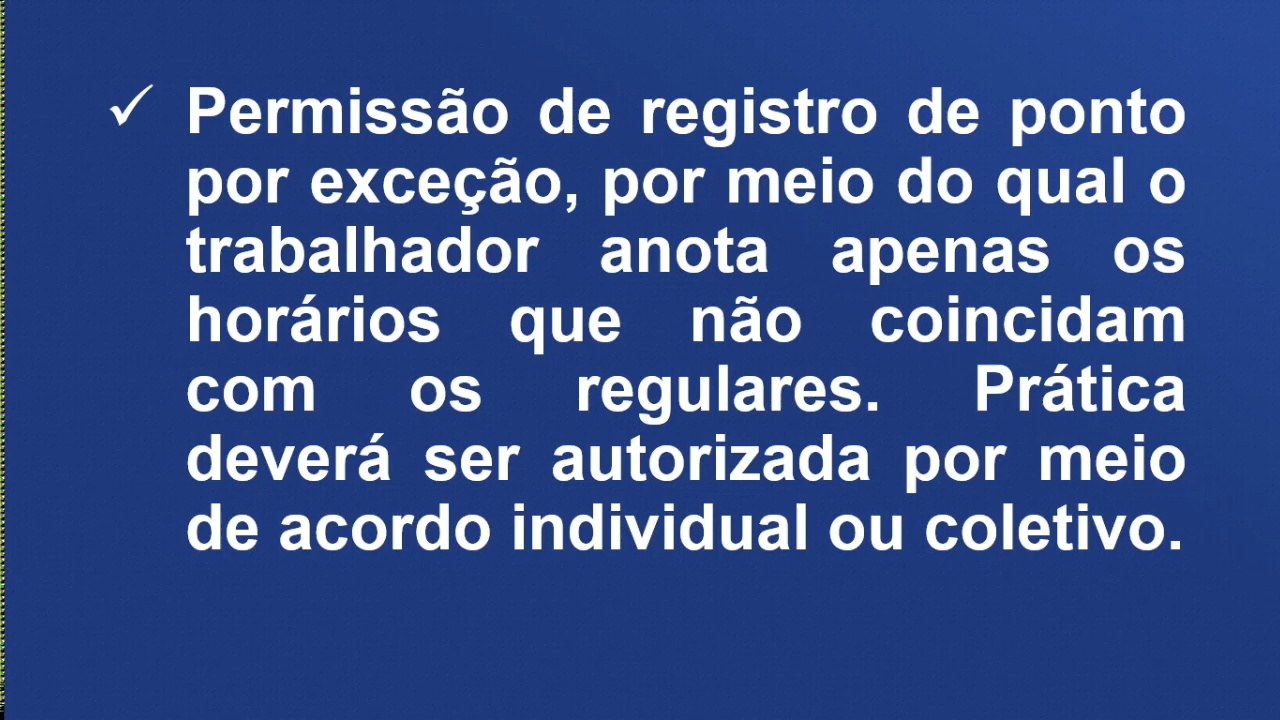 ✓ Permissão de registro de ponto
por exceção, por meio do qual o
trabalhador anota apenas os
horários que não coincidam
com os regulares. Prática
deverá ser autorizada por meio
de acordo individual ou coletivo.